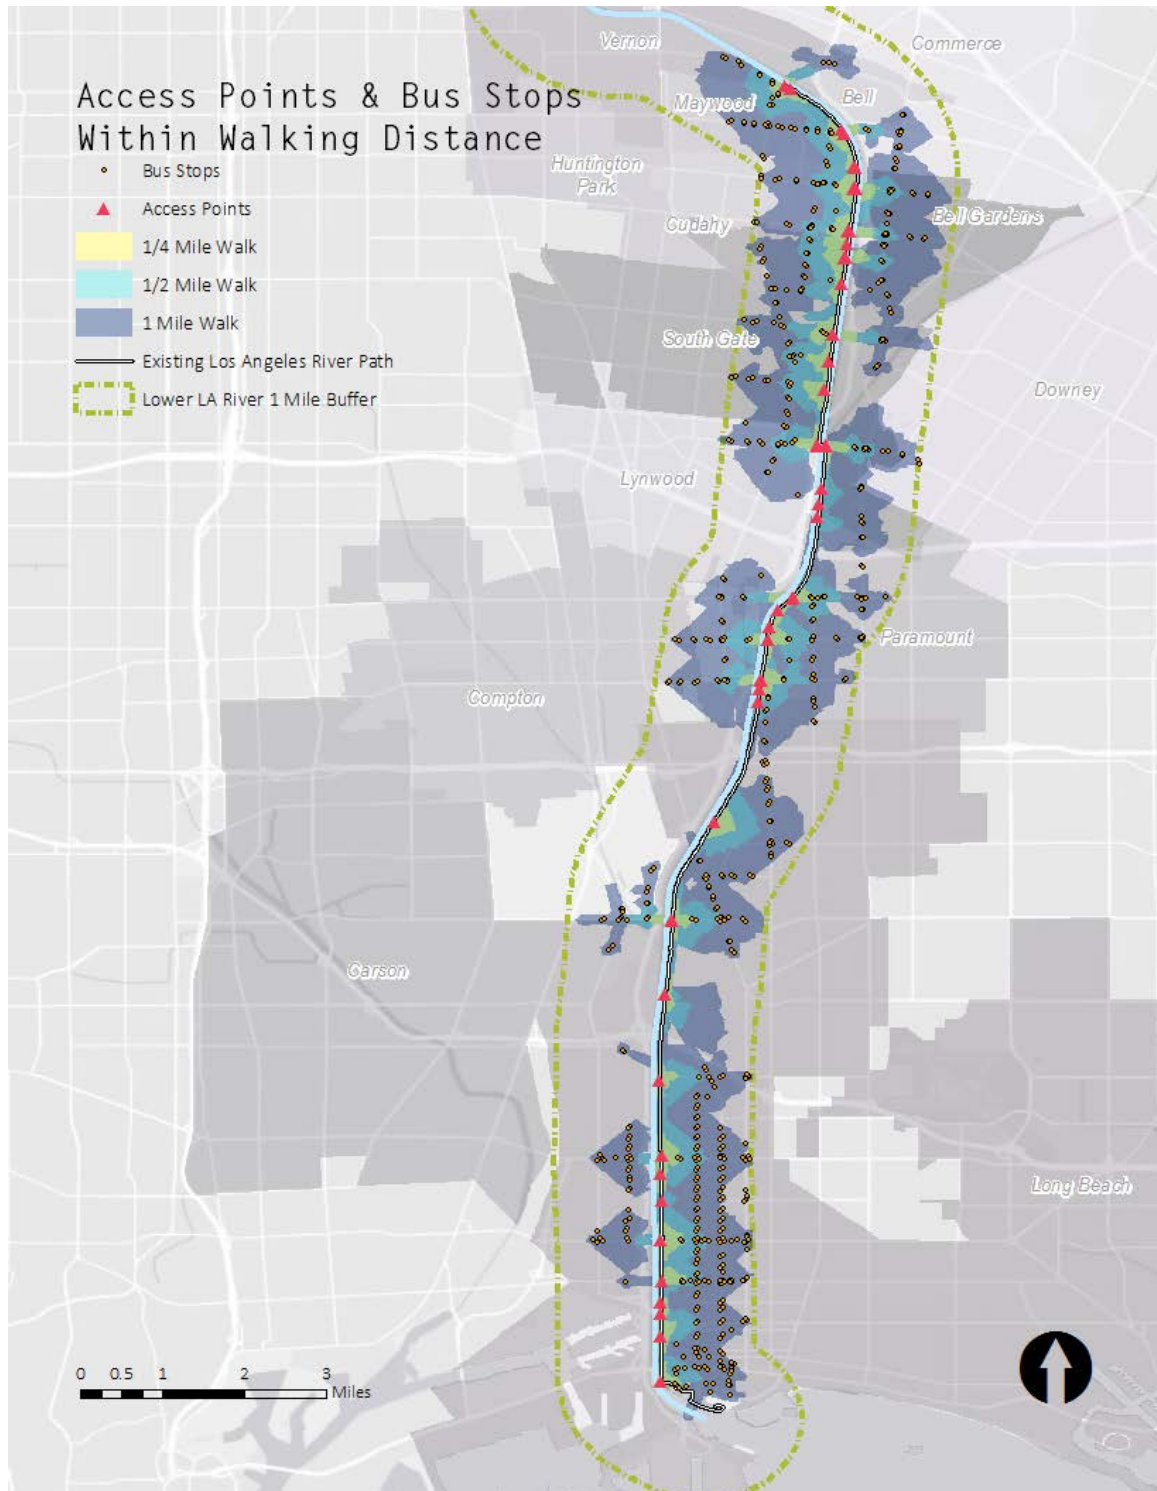 Vernon
Commerce
Access Points & Bus Stops
Within Walking Distance
Maywood
Bell
Bus Stops
Huntington
Park
Access Points
Cudahy
Bell Gardens
1/4 Mile Walk
1/2 Mile Walk
1 Mile Walk
South Gate
Existing Los Angeles River Path
Lower LA River 1 Mile Buffer
Downey
Lynwood
Paramount
Compton
Carson
Long Beach
0 0.5 1 2 3
Miles